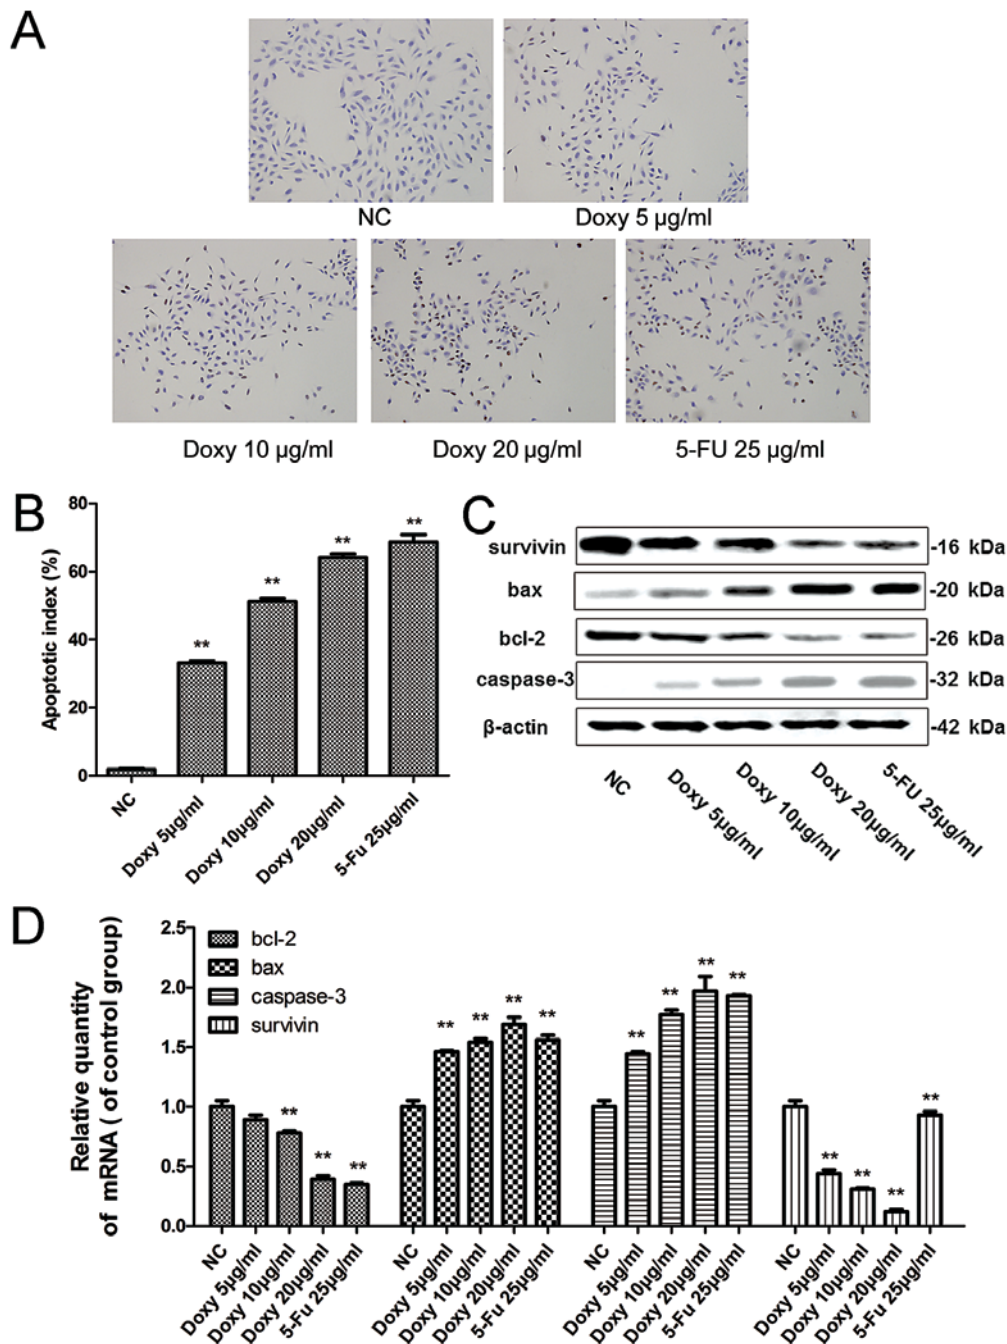 A
NC
Doxy 5 µg/ml
Doxy 10 µg/ml
Doxy 20 µg/ml
5-FU 25 µg/ml
B
Apoptotic index (%)
80
60
40
20
0
**
**
**
**
NC
Doxy 5µg/ml
Doxy 10µg/ml
Doxy 20µg/ml
5-Fu 25µg/ml
C
survivin
-16 kDa
bax
-20 kDa
bcl-2
-26 kDa
caspase-3
-32 kDa
β-actin
-42 kDa
NC
Doxy 5µg/ml
Doxy 10µg/ml
Doxy 20µg/ml
5-FU 25µg/ml
D
Relative quantity
of mRNA ( of control group)
2.5
2.0
1.5
1.0
0.5
0.0
bcl-2
bax
caspase-3
survivin
** ** **
** ** ** **
** ** ** **
** ** ** **
NC
Doxy 5µg/ml
Doxy 10µg/ml
Doxy 20µg/ml
5-Fu 25µg/ml
NC
Doxy 5µg/ml
Doxy 10µg/ml
Doxy 20µg/ml
5-Fu 25µg/ml
NC
Doxy 5µg/ml
Doxy 10µg/ml
Doxy 20µg/ml
5-Fu 25µg/ml
NC
Doxy 5µg/ml
Doxy 10µg/ml
Doxy 20µg/ml
5-Fu 25µg/ml